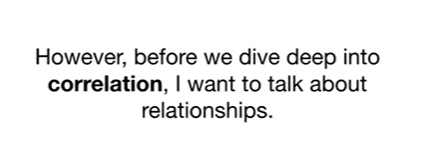 However, before we dive deep into
correlation, I want to talk about
relationships.